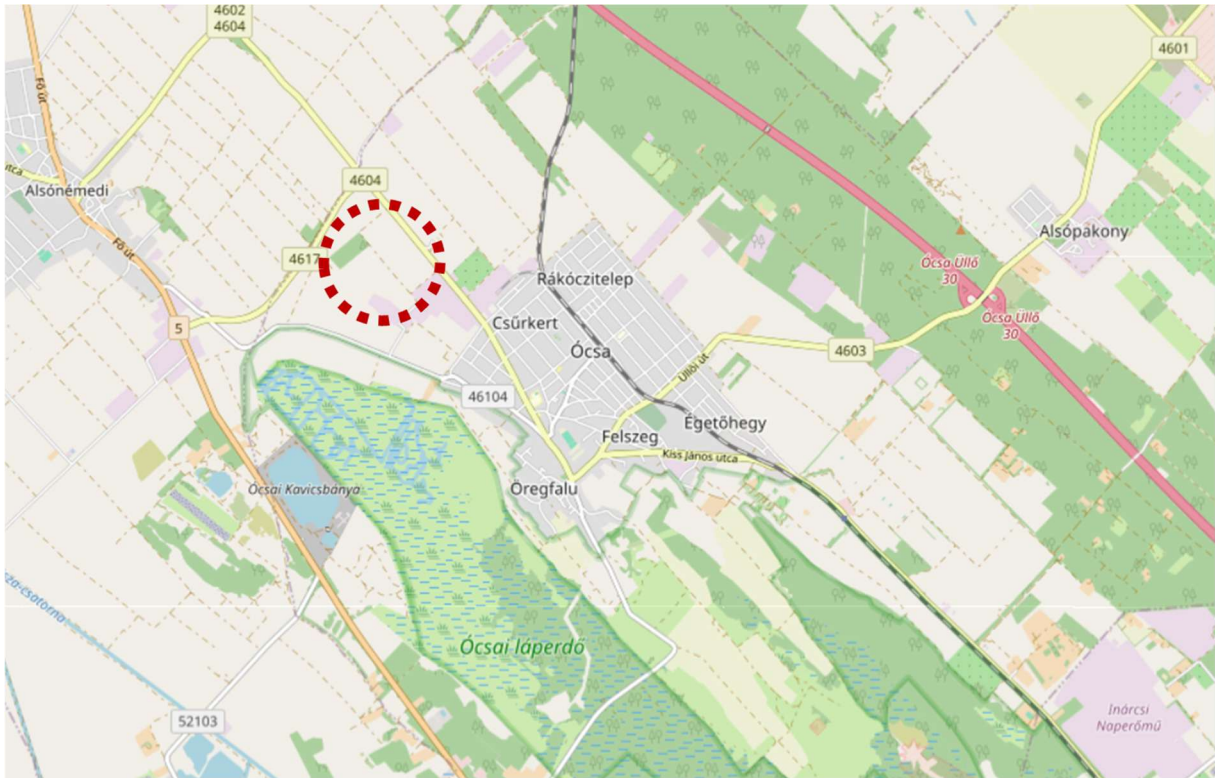 4602
4604
4601
Fő út
utca
Alsónémedi
4604
Fő út
4617
5
Rákóczitelep
Csűrkert
Ócsa
Alsópakony
Ócsa Üllő
30
Ócsa Üllő
30
4603
Üllői út
46104
Felszeg
Égetőhegy
Kiss János utca
Öregfalu
Ócsai Kavicsbánya
Ócsai láperdő
52103
Inárcsi
Naperőmű